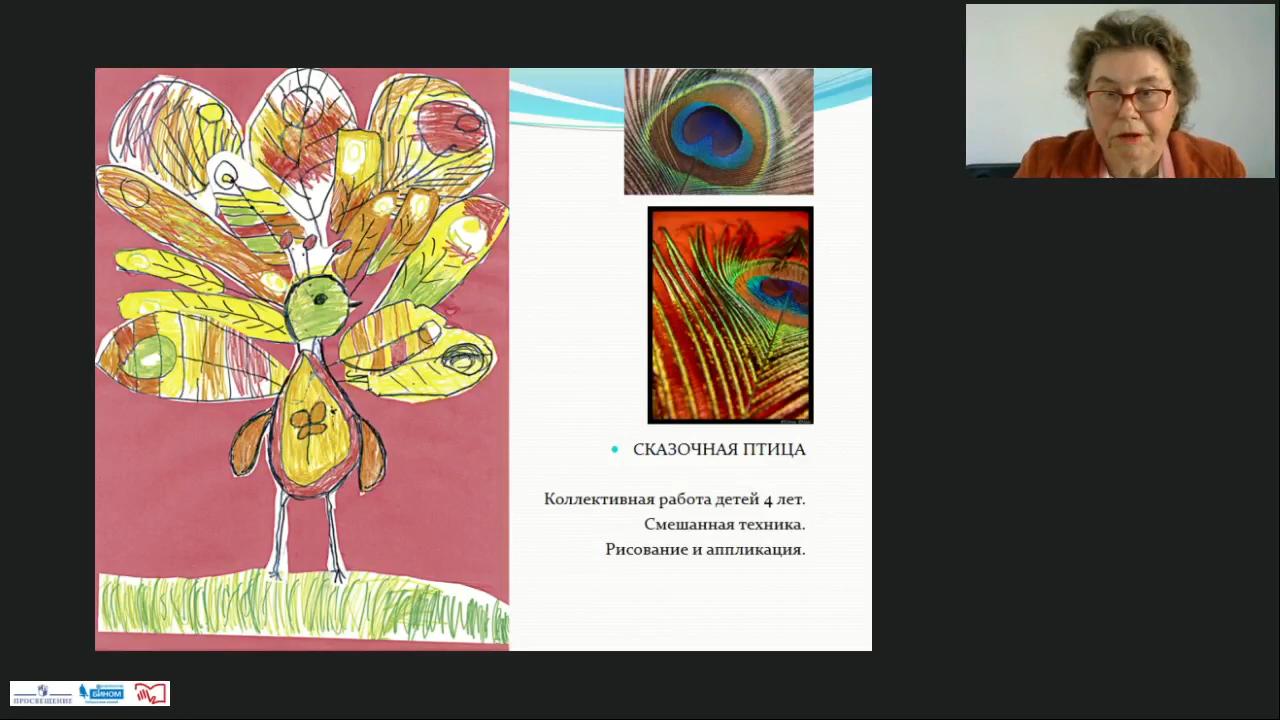 СКАЗОЧНАЯ ПТИЦА
Коллективная работа детей 4 лет.
Смешанная техника.
Рисование и аппликация.
ПРОСВЕЩЕНИЕ
БИНОМ